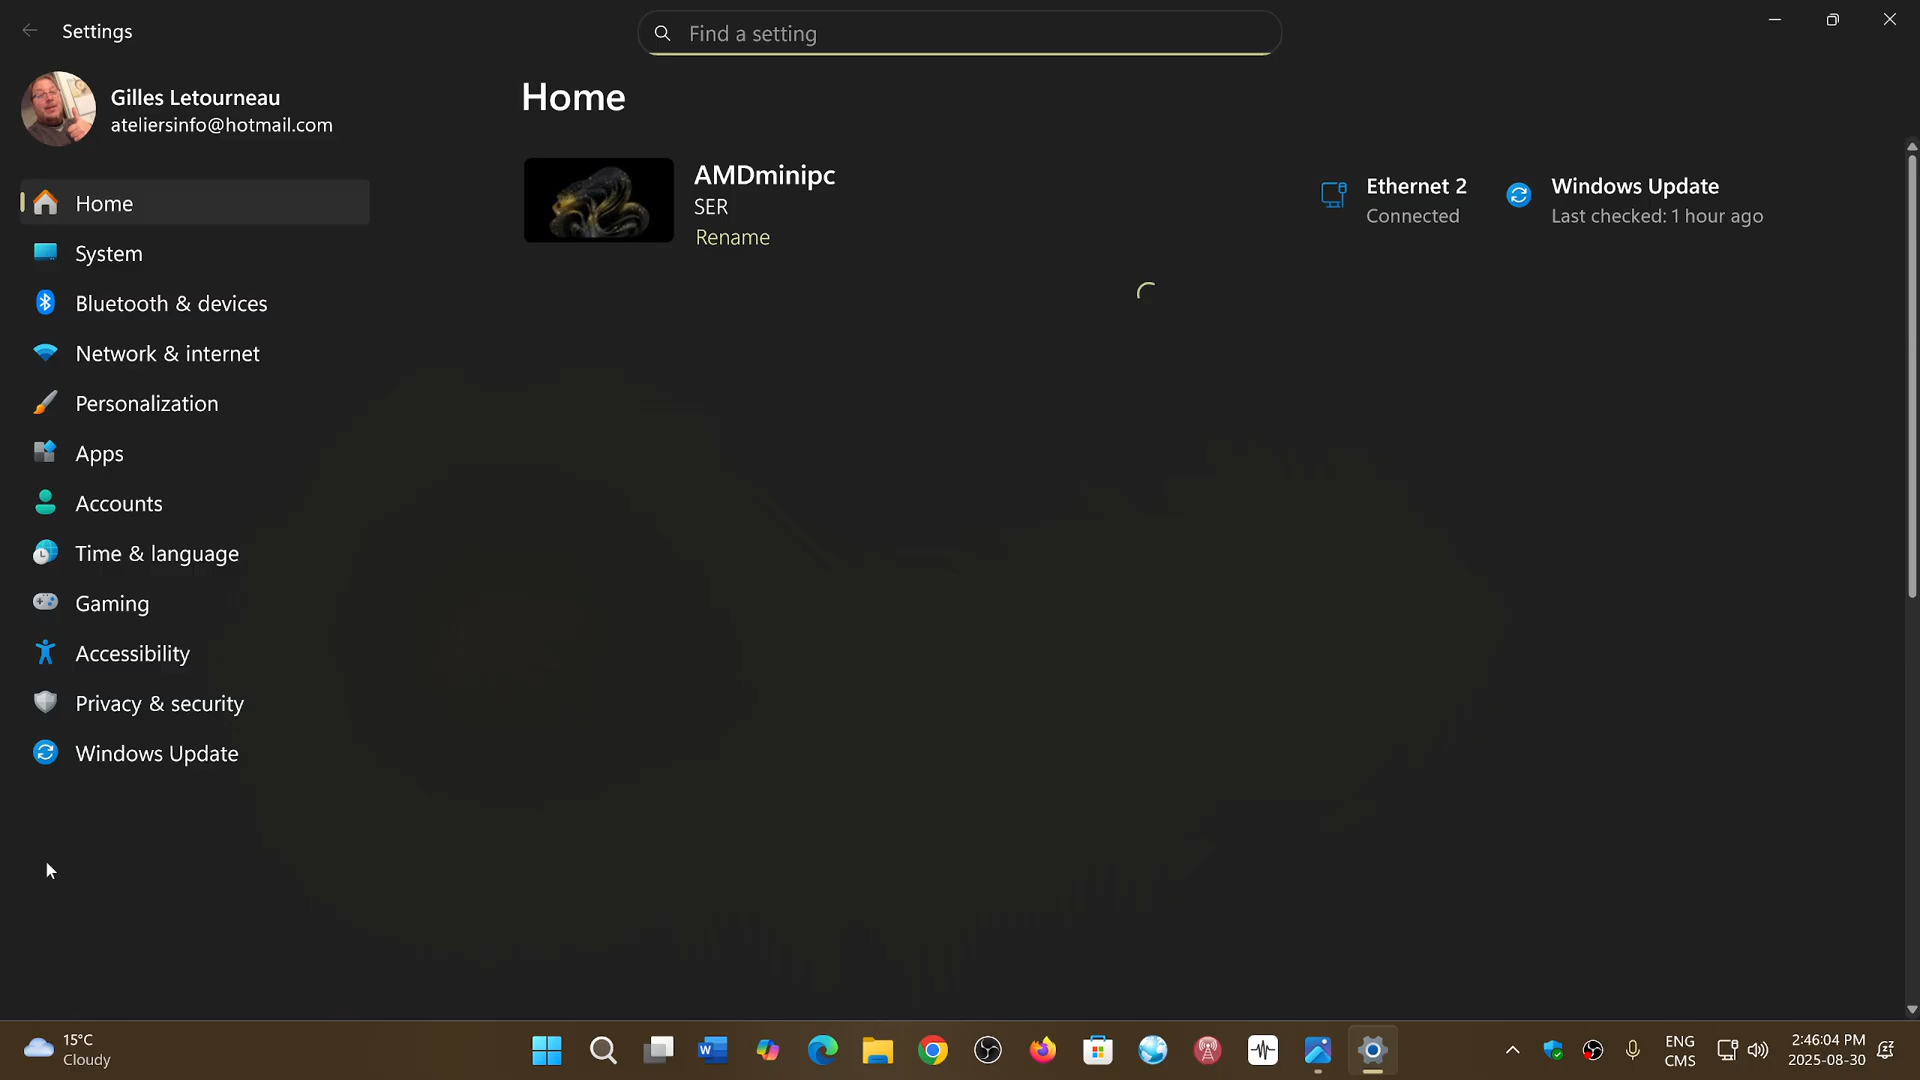 Settings
Find a setting
Gilles Letourneau
ateliersinfo@hotmail.com
Home
System
Bluetooth & devices
Network & internet
Personalization
Apps
Accounts
Time & language
Gaming
Accessibility
Privacy & security
Windows Update
Home
AMDminipc
SER
Rename
Ethernet 2
Connected
Windows Update
Last checked: 1 hour ago
15°C
Cloudy
W
ENG
CMS
2:46:04 PM
2025-08-30